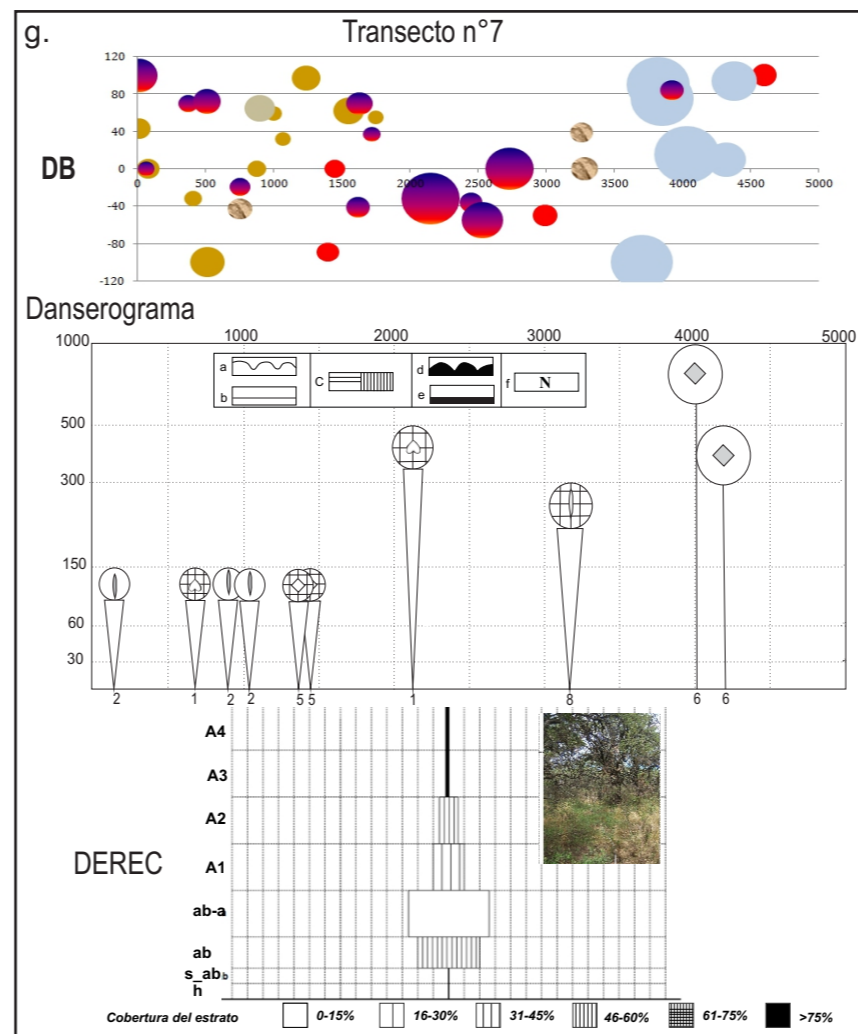 g. Transecto n°7
120
80
40
DB 0
0 500 1000 1500 2000 2500 3000 3500 4000 4500 5000
-40
-80
-120
Danserograma
1000 2000 3000 4000 5000
1000
a d f N
C
b e
500
300
150
60
30
2 1 2 2 5 5 1 8 6 6
A4
A3
A2
DEREC A1
ab-a
ab
s_ab b
h
Cobertura del estrato 0-15% 16-30% 31-45% 46-60% 61-75% >75%